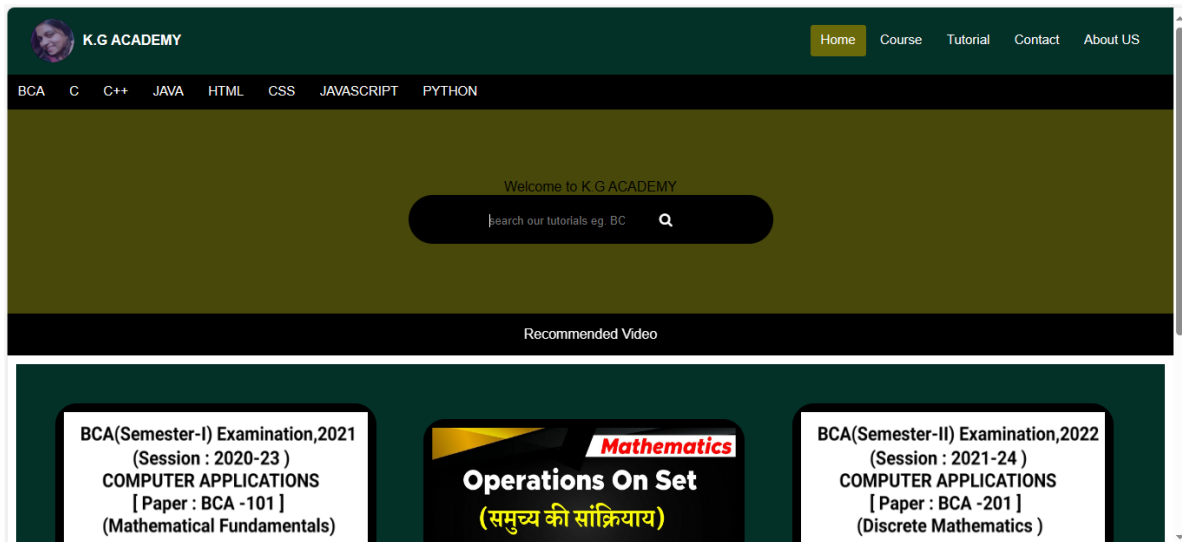 K.G ACADEMY
Home Course Tutorial Contact About US
BCA C C++ JAVA HTML CSS JAVASCRIPT PYTHON
Welcome to K.G ACADEMY
search our tutorials eg. BC
Recommended Video
BCA(Semester-I) Examination,2021
(Session : 2020-23 )
COMPUTER APPLICATIONS
[ Paper : BCA -101 ]
(Mathematical Fundamentals)
Mathematics
Operations On Set
(समुच्य की सांक्रियाय)
BCA(Semester-II) Examination,2022
(Session : 2021-24 )
COMPUTER APPLICATIONS
[ Paper : BCA -201 ]
(Discrete Mathematics )